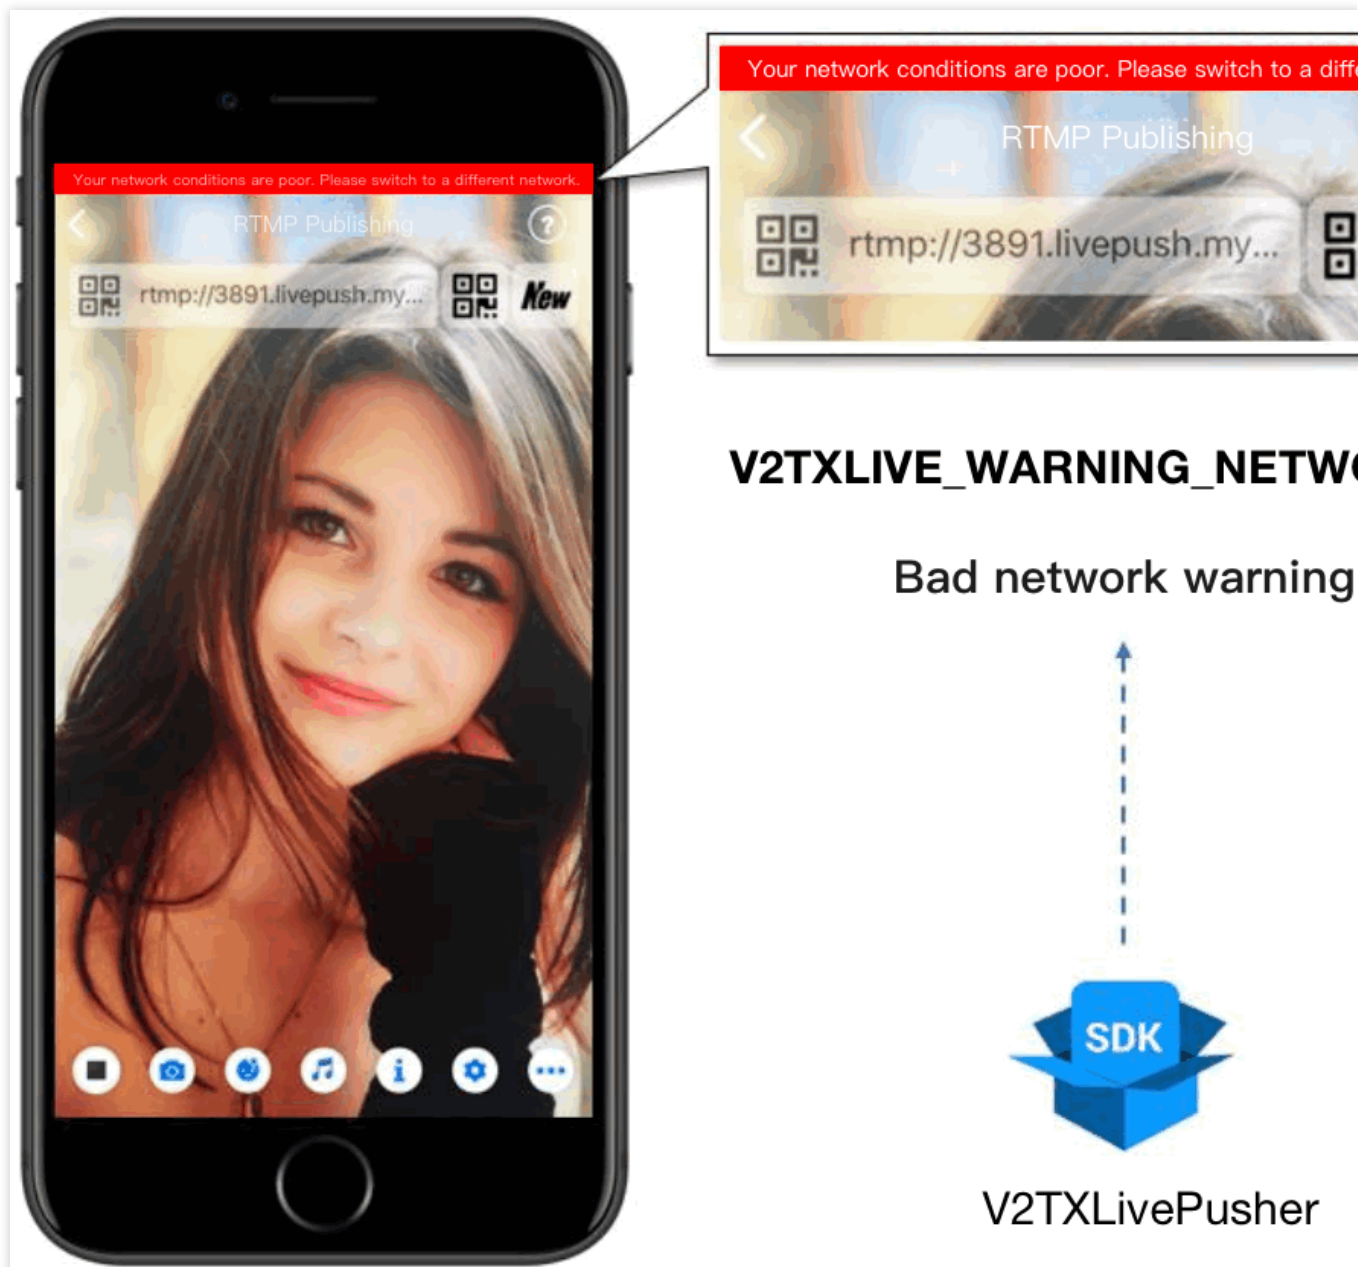 Your network conditions are poor. Please switch to a different network.
RTMP Publishing
?
rtmp://3891.livepush.my...
New
Your network conditions are poor. Please switch to a diffe
RTMP Publishing
rtmp://3891.livepush.my...
V2TXLIVE_WARNING_NETW
Bad network warning
SDK
V2TXLivePusher